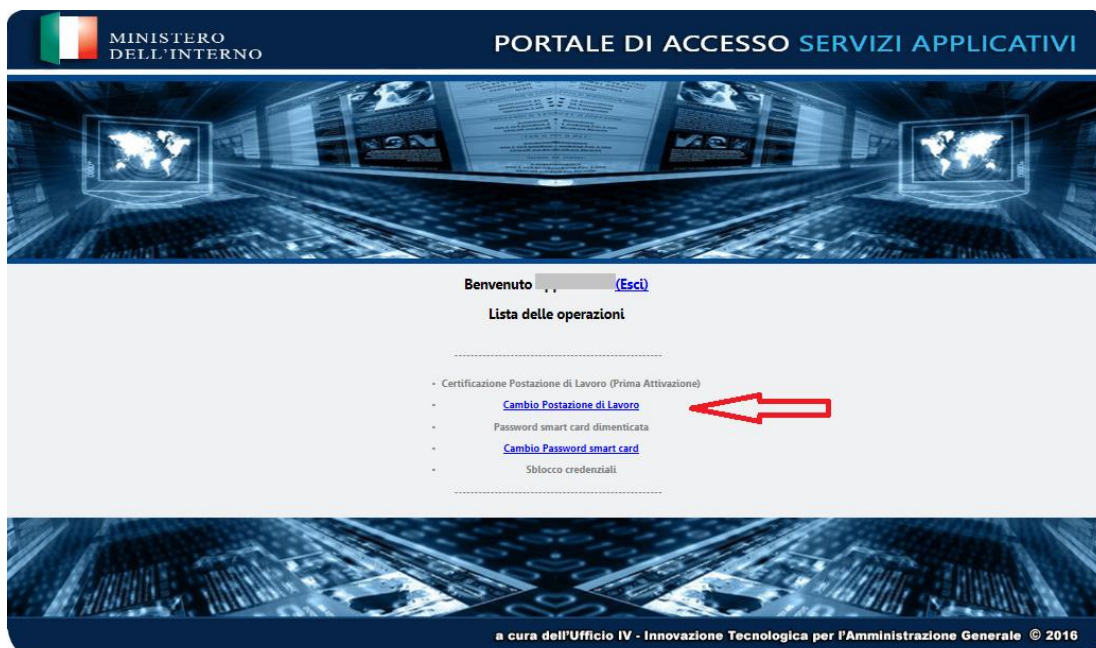 MINISTERO
DELL'INTERNO
PORTALE DI ACCESSO SERVIZI APPLICATIVI
Benvenuto (Esci)
Lista delle operazioni
- Certificazione Postazione di Lavoro (Prima Attivazione)
- Cambio Postazione di Lavoro
- Password smart card dimenticata
- Cambio Password smart card
- Sblocco credenziali
a cura dell'Ufficio IV - Innovazione Tecnologica per l'Amministrazione Generale © 2016